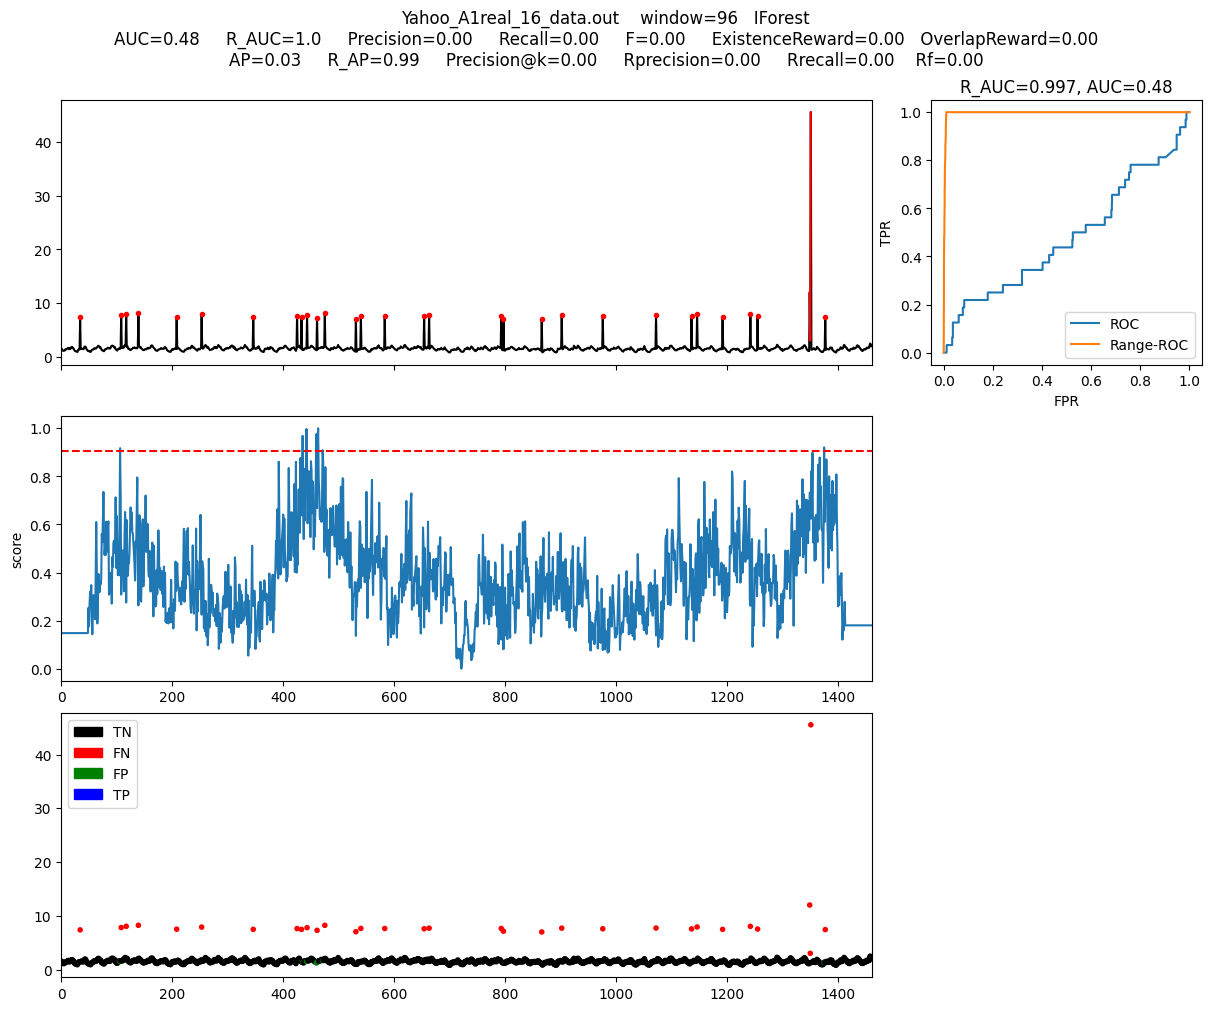 Yahoo_A1real_16_data.out    window=96   IForest
AUC=0.48     R_AUC=1.0     Precision=0.00     Recall=0.00     F=0.00     ExistenceReward=0.00   OverlapReward=0.00
AP=0.03     R_AP=0.99     Precision@k=0.00     Rprecision=0.00     Rrecall=0.00    Rf=0.00
40
30
20
10
0
R_AUC=0.997, AUC=0.48
TPR
1.0
0.8
0.6
0.4
0.2
0.0
ROC
Range-ROC
0.0 0.2 0.4 0.6 0.8 1.0
FPR
score
1.0
0.8
0.6
0.4
0.2
0.0
0 200 400 600 800 1000 1200 1400
TN
FN
FP
TP
40
30
20
10
0
0 200 400 600 800 1000 1200 1400